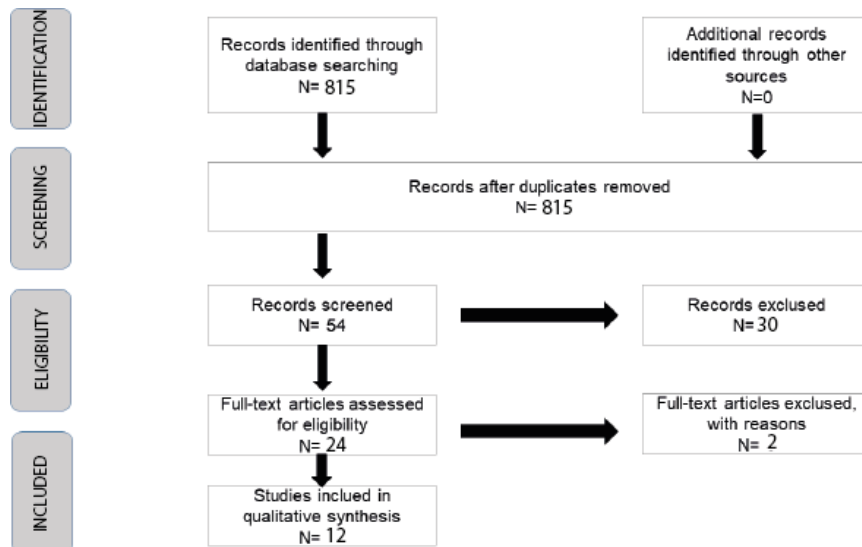 IDENTIFICATION
Records identified through
database searching
N= 815
Additional records
identified through other
sources
N=0
SCREENING
Records after duplicates removed
N= 815
ELIGIBILITY
Records screened
N= 54
Records exclused
N= 30
Full-text articles assessed
for eligibility
N= 24
Full-text articles exclused,
with reasons
N= 2
INCLUDED
Studies inclued in
qualitative synthesis
N= 12